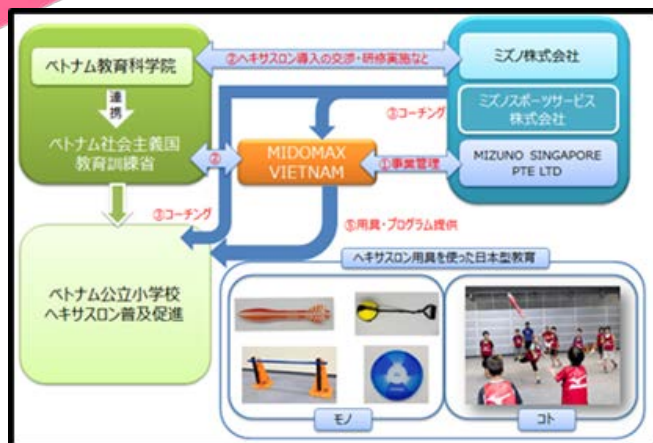 ベトナム教育科学院
連携
ベトナム社会主義国
教育訓練省
②ヘキサスロン導入の交渉・研修実施など
ミズノ株式会社
ミズノスポーツサービス
株式会社
MIZUNO SINGAPORE
PTE LTD
③コーチング
②
MIDOMAX
VIETNAM
①事業管理
③コーチング
⑤用具・プログラム提供
ベトナム公立小学校
ヘキサスロン普及促進
ヘキサスロン用具を使った日本型教育
モノ
コト